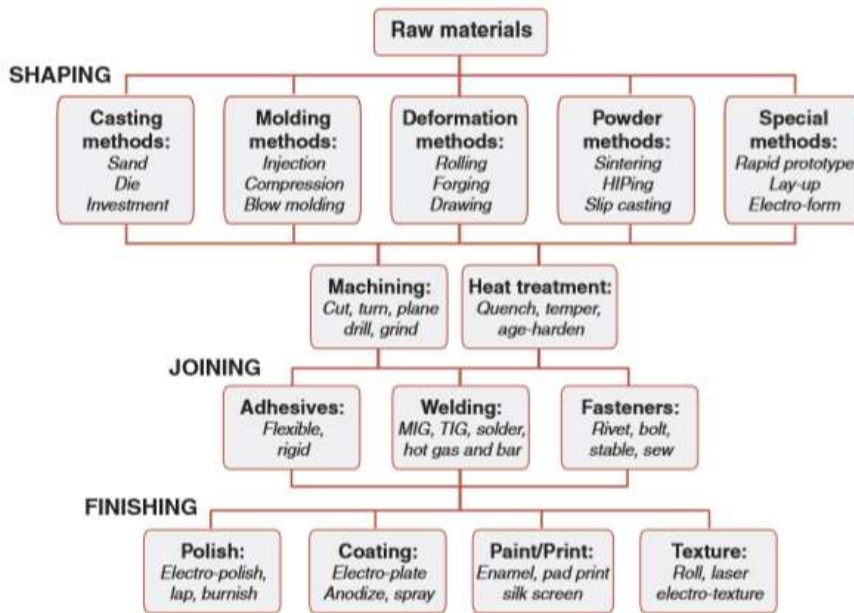 Raw materials
SHAPING
Casting
methods:
Sand
Die
Investment
Molding
methods:
Injection
Compression
Blow molding
Deformation
methods:
Rolling
Forging
Drawing
Powder
methods:
Sintering
HIPing
Slip casting
Special
methods:
Rapid prototype
Lay-up
Electro-form
Machining:
Cut, turn, plane
drill, grind
Heat treatment:
Quench, temper,
age-harden
JOINING
Adhesives:
Flexible,
rigid
Welding:
MIG, TIG, solder,
hot gas and bar
Fasteners:
Rivet, bolt,
stable, sew
FINISHING
Polish:
Electro-polish,
lap, burnish
Coating:
Electro-plate
Anodize, spray
Paint/Print:
Enamel, pad print
silk screen
Texture:
Roll, laser
electro-texture